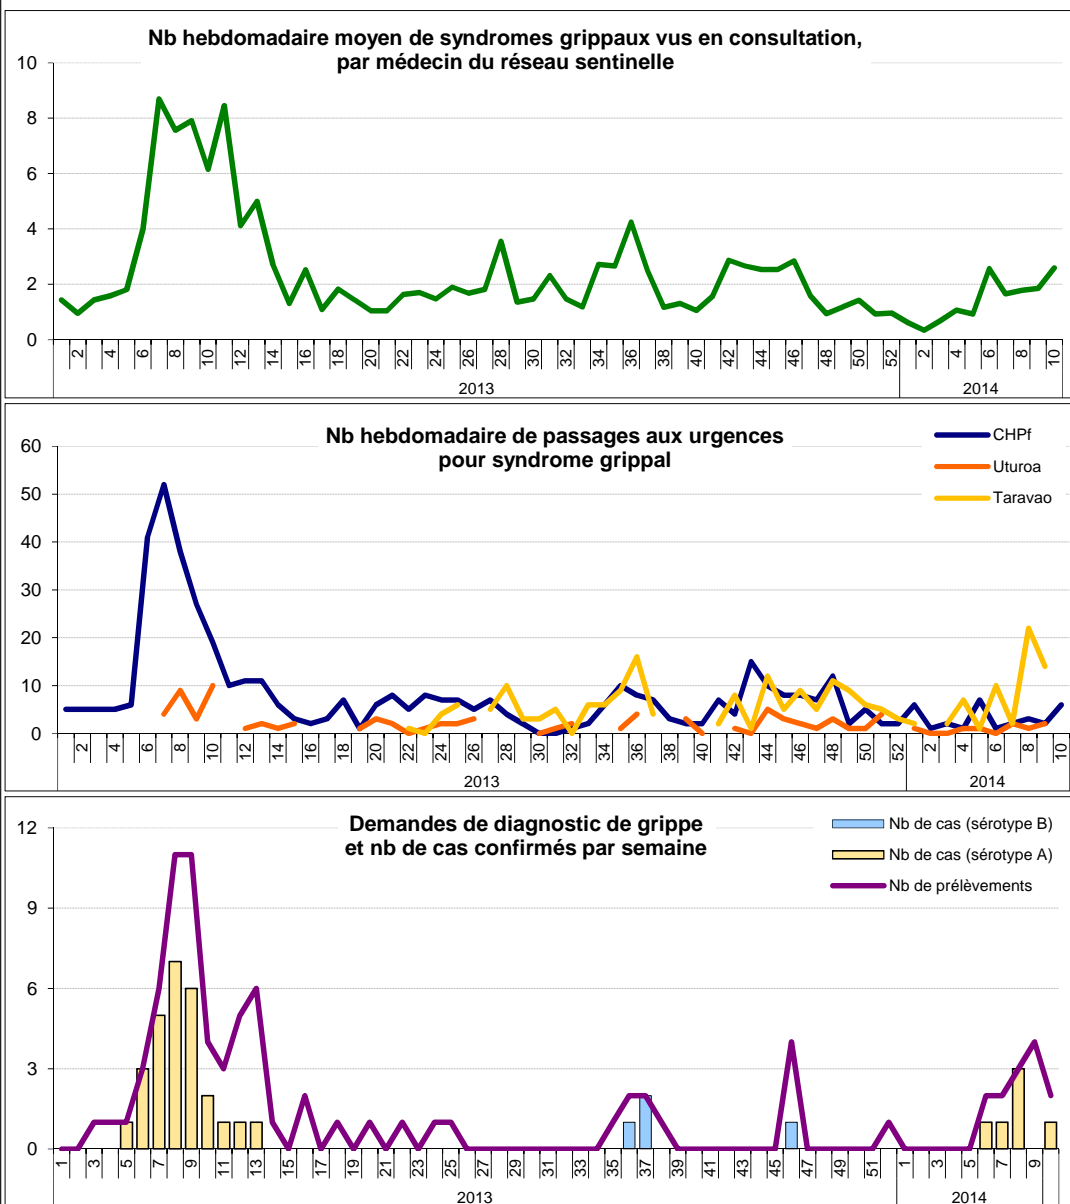 Nb hebdomadaire moyen de syndromes grippaux vus en consultation,
par médecin du réseau sentinelle
10
8
6
4
2
0
2 4 6 8 10 12 14 16 18 20 22 24 26 28 30 32 34 36 38 40 42 44 46 48 50 52 2 4 6 8 10
2013 2014
Nb hebdomadaire de passages aux urgences
pour syndrome grippal
CHPf
Uturoa
Taravao
60
50
40
30
20
10
0
2 4 6 8 10 12 14 16 18 20 22 24 26 28 30 32 34 36 38 40 42 44 46 48 50 52 2 4 6 8 10
2013 2014
Demandes de diagnostic de grippe
et nb de cas confirmés par semaine
Nb de cas (sérotype B)
Nb de cas (sérotype A)
Nb de prélèvements
12
9
6
3
0
1 3 5 7 9 11 13 15 17 19 21 23 25 27 29 31 33 35 37 39 41 43 45 47 49 51 1 3 5 7 9
2013 2014